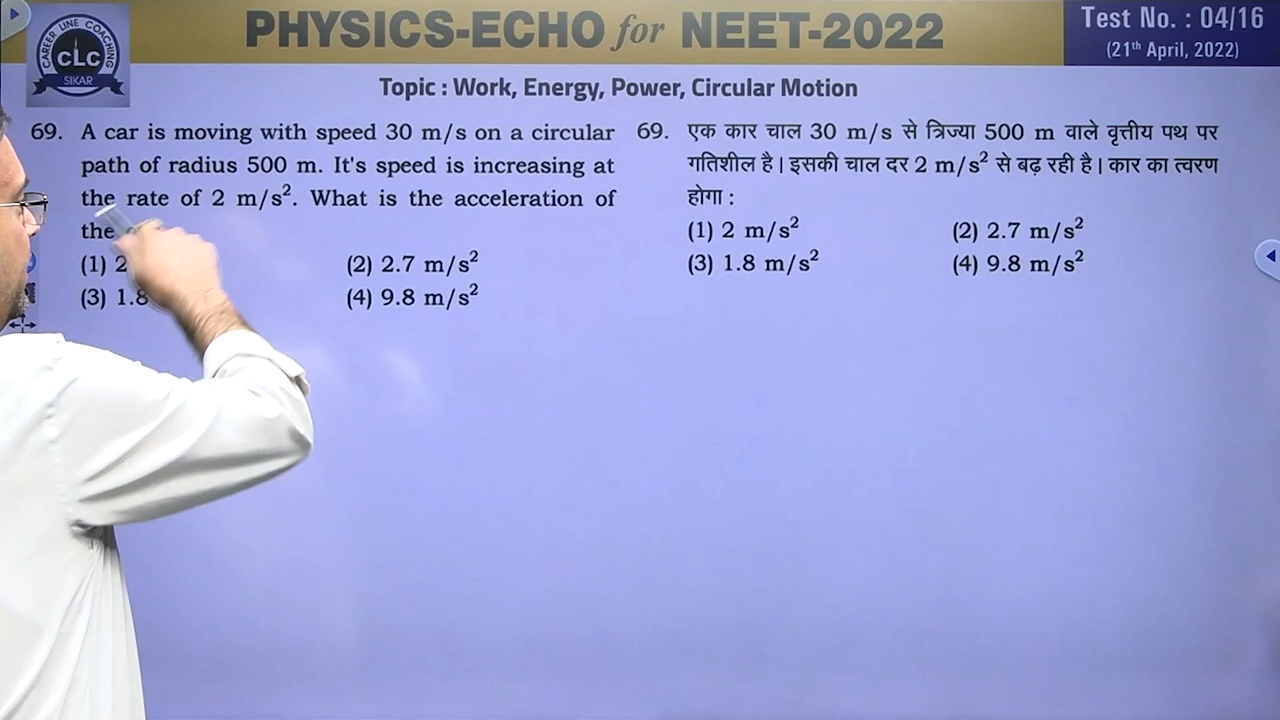 PHYSICS-ECHO for NEET-2022
Test No. : 04/16
(21th April, 2022)
CAREER LINE COACHING
CLC
SIKAR
Topic : Work, Energy, Power, Circular Motion
69. A car is moving with speed 30 m/s on a circular
path of radius 500 m. It's speed is increasing at
the rate of 2 m/s². What is the acceleration of
the
(1) 2
(2) 2.7 m/s²
(3) 1.8
(4) 9.8 m/s²
69. एक कार चाल 30 m/s से त्रिज्या 500 m वाले वृत्तीय पथ पर
गतिशील है। इसकी चाल दर 2 m/s² से बढ़ रही है। कार का त्वरण
होगा :
(1) 2 m/s²
(2) 2.7 m/s²
(3) 1.8 m/s²
(4) 9.8 m/s²